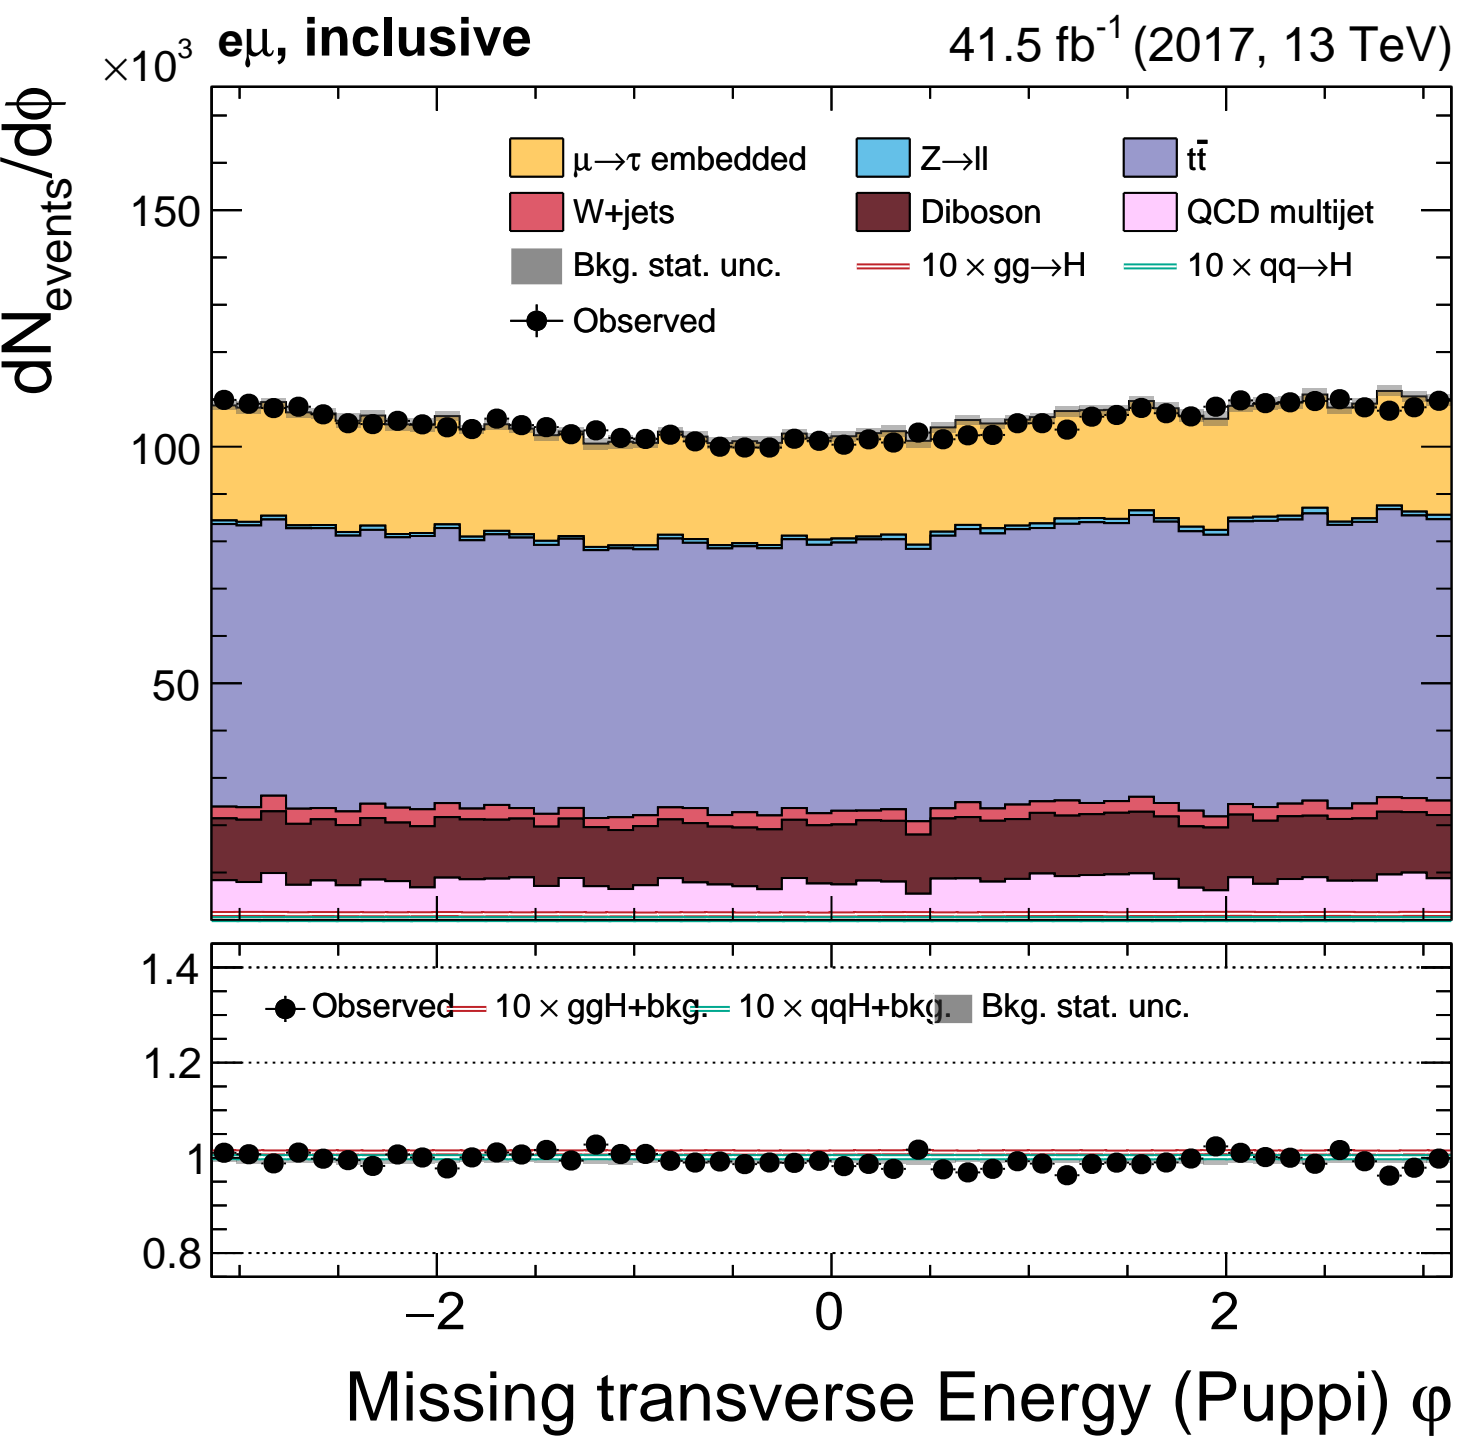 ×10³ eμ, inclusive 41.5 fb⁻¹ (2017, 13 TeV)
dN_events/dϕ
μ→τ embedded Z→ll tt̄
W+jets Diboson QCD multijet
Bkg. stat. unc. 10 × gg→H 10 × qq→H
Observed
150
100
50
1.4
Observed 10 × ggH+bkg. 10 × qqH+bkg. Bkg. stat. unc.
1.2
1
0.8
−2 0 2
Missing transverse Energy (Puppi) φ